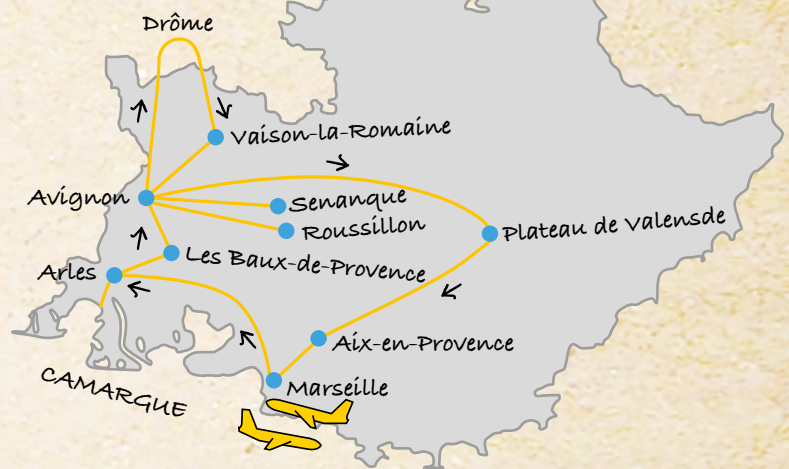 Drôme
Vaison-la-Romaine
Avignon
Senanque
Roussillon
Plateau de Valensde
Les Baux-de-Provence
Arles
Aix-en-Provence
CAMARGUE
Marseille